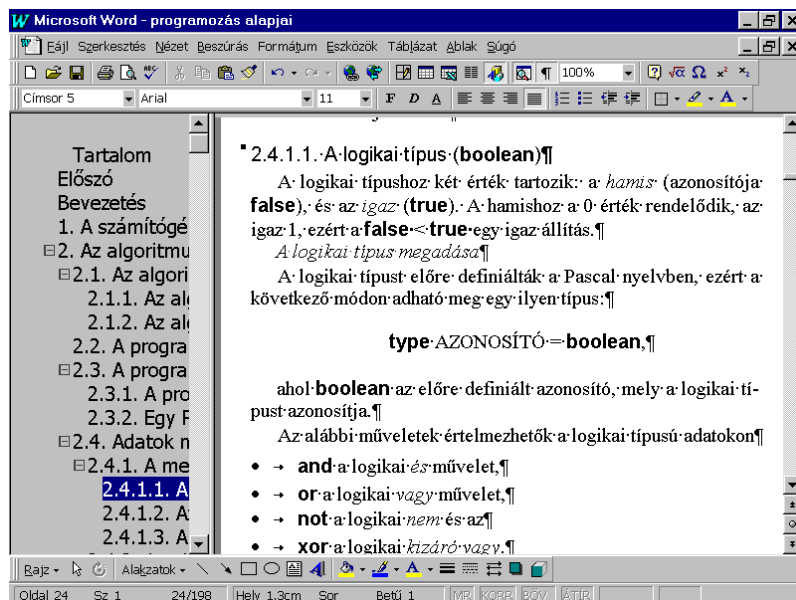 Microsoft Word - programozás alapjai
Fájl Szerkesztés Nézet Beszúrás Formátum Eszközök Táblázat Ablak Súgó
100%
Címsor 5 Arial 11 F D A
Tartalom
Előszó
Bevezetés
1. A számítógé
2. Az algoritmu
2.1. Az algori
2.1.1. Az al
2.1.2. Az al
2.2. A progra
2.3. A progra
2.3.1. A pro
2.3.2. Egy P
2.4. Adatok m
2.4.1. A me
2.4.1.1. A
2.4.1.2. A
2.4.1.3. A
2.4.1.1.·A·logikai·típus·(boolean)¶
A· logikai· típushoz· két· érték· tartozik:· a· hamis· (azonosítója·
false),· és· az· igaz· (true).· A· hamishoz· a· 0· érték· rendelődik,· az·
igaz·1,·ezért·a·false·<·true·egy·igaz·állítás.¶
A·logikai·típus·megadása¶
A· logikai· típust· előre· definiálták· a· Pascal· nyelvben,· ezért· a·
következő·módon·adható·meg·egy·ilyen·típus:¶
type·AZONOSÍTÓ·=·boolean,¶
ahol·boolean·az·előre·definiált·azonosító,·mely·a·logikai·tí-
pust·azonosítja.¶
Az·alábbi·műveletek·értelmezhetők·a·logikai·típusú·adatokon¶
• → and·a·logikai·és·művelet,¶
• → or·a·logikai·vagy·művelet,¶
• → not·a·logikai·nem·és·az¶
• → xor·a·logikai·kizáró·vagy.¶
Rajz Alakzatok
Oldal 24 Sz 1 24/198 Hely 1.3cm Sor Betű 1 MR KORR BŐV ÁTÍR